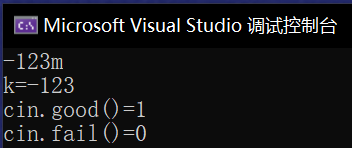 Microsoft Visual Studio 调试控制台
-123m
k=-123
cin.good()=1
cin.fail()=0